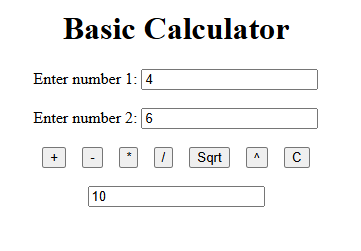 Basic Calculator
Enter number 1: 4
Enter number 2: 6
+ - * / Sqrt ^ C
10